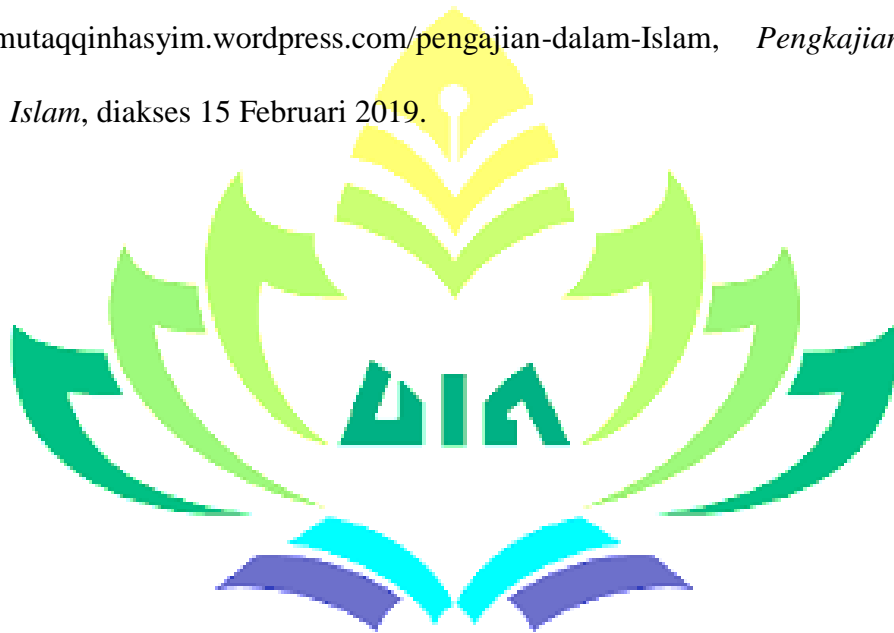 mutaqqinhasyim.wordpress.com/pengajian-dalam-Islam, Pengkajian
Islam, diakses 15 Februari 2019.
UIN